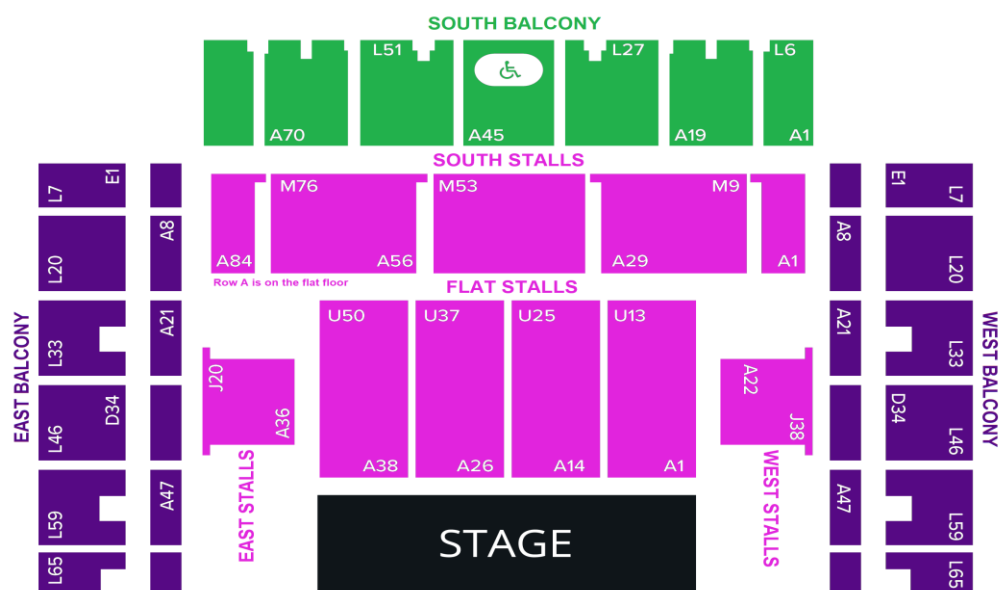 SOUTH BALCONY
L51
L27
L6
A70
A45
A19
A1
SOUTH STALLS
M76
M53
M9
A84
A56
A29
A1
Row A is on the flat floor
FLAT STALLS
U50
U37
U25
U13
A38
A26
A14
A1
STAGE
EAST BALCONY
L7
E1
L20
A8
L33
A21
L46
D34
L59
A47
L65
J20
A36
EAST STALLS
A22
J38
WEST STALLS
E1
L7
A8
L20
A21
L33
D34
L46
A47
L59
L65
WEST BALCONY